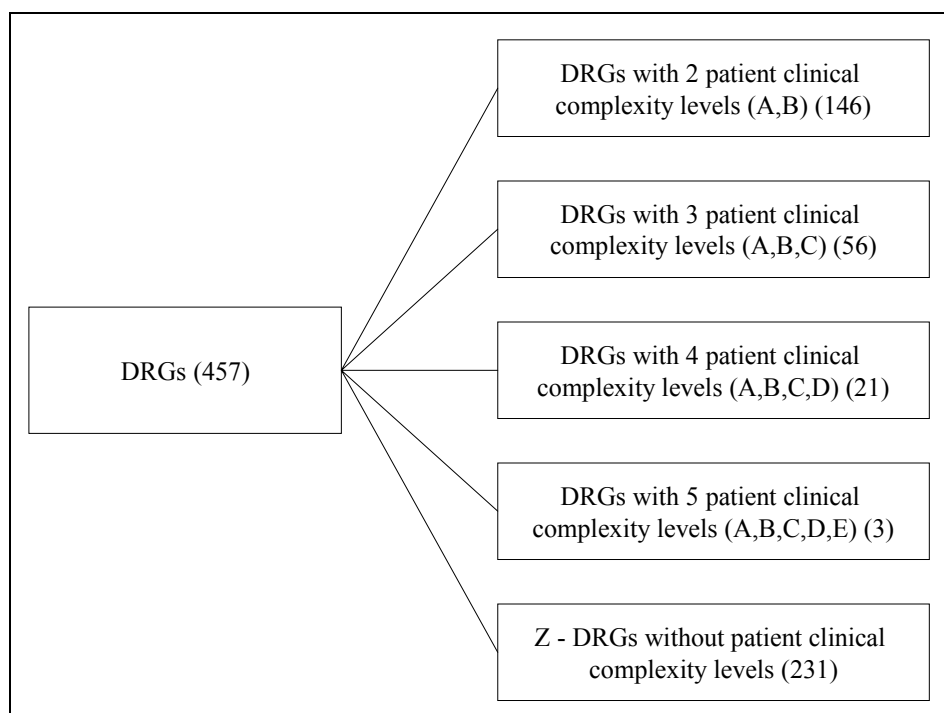 DRGs with 2 patient clinical
complexity levels (A,B) (146)
DRGs with 3 patient clinical
complexity levels (A,B,C) (56)
DRGs (457)
DRGs with 4 patient clinical
complexity levels (A,B,C,D) (21)
DRGs with 5 patient clinical
complexity levels (A,B,C,D,E) (3)
Z - DRGs without patient clinical
complexity levels (231)